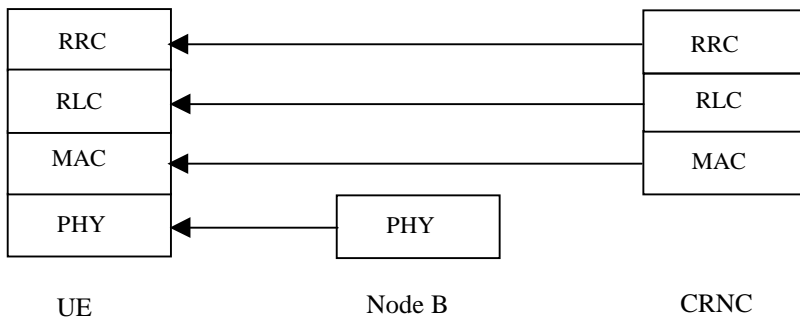 RRC RRC
RLC RLC
MAC MAC
PHY PHY
UE Node B CRNC